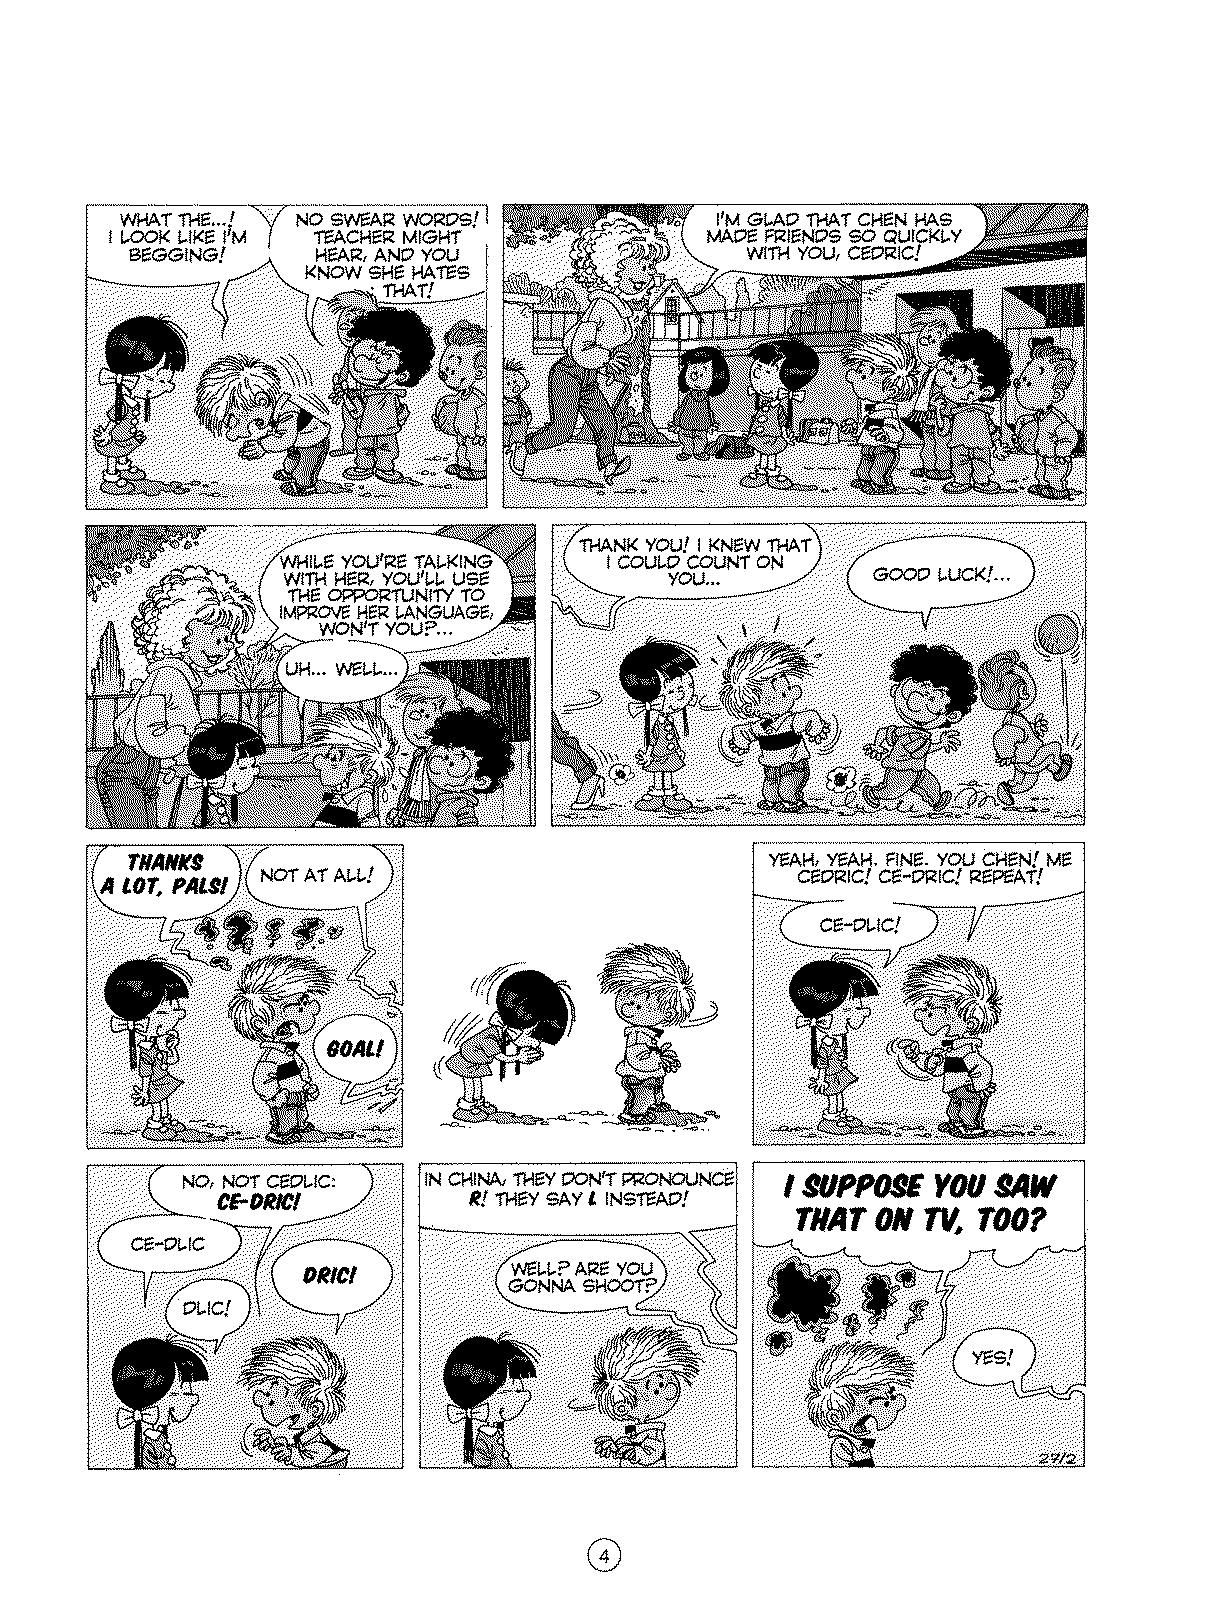 WHAT THE...!
I LOOK LIKE I'M
BEGGING!
NO SWEAR WORDS!
TEACHER MIGHT
HEAR, AND YOU
KNOW SHE HATES
THAT!
I'M GLAD THAT CHEN HAS
MADE FRIENDS SO QUICKLY
WITH YOU, CEDRIC!
WHILE YOU'RE TALKING
WITH HER, YOU'LL USE
THE OPPORTUNITY TO
IMPROVE HER LANGUAGE,
WON'T YOU?...
UH... WELL...
THANK YOU! I KNEW THAT
I COULD COUNT ON
YOU...
GOOD LUCK!...
THANKS
A LOT, PALS!
NOT AT ALL!
GOAL!
YEAH, YEAH. FINE. YOU CHEN! ME
CEDRIC! CE-DRIC! REPEAT!
CE-DLIC!
NO, NOT CEDLIC:
CE-DRIC!
CE-DLIC
DRIC!
DLIC!
IN CHINA, THEY DON'T PRONOUNCE
R! THEY SAY L INSTEAD!
WELL? ARE YOU
GONNA SHOOT?
I SUPPOSE YOU SAW
THAT ON TV, TOO?
YES!
27/2
4